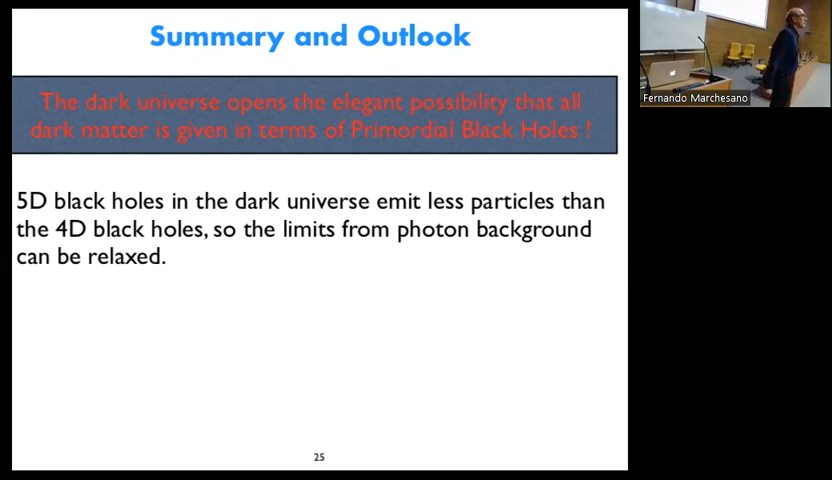 Summary and Outlook
The dark universe opens the elegant possibility that all
dark matter is given in terms of Primordial Black Holes !
5D black holes in the dark universe emit less particles than
the 4D black holes, so the limits from photon background
can be relaxed.
25
Fernando Marchesano